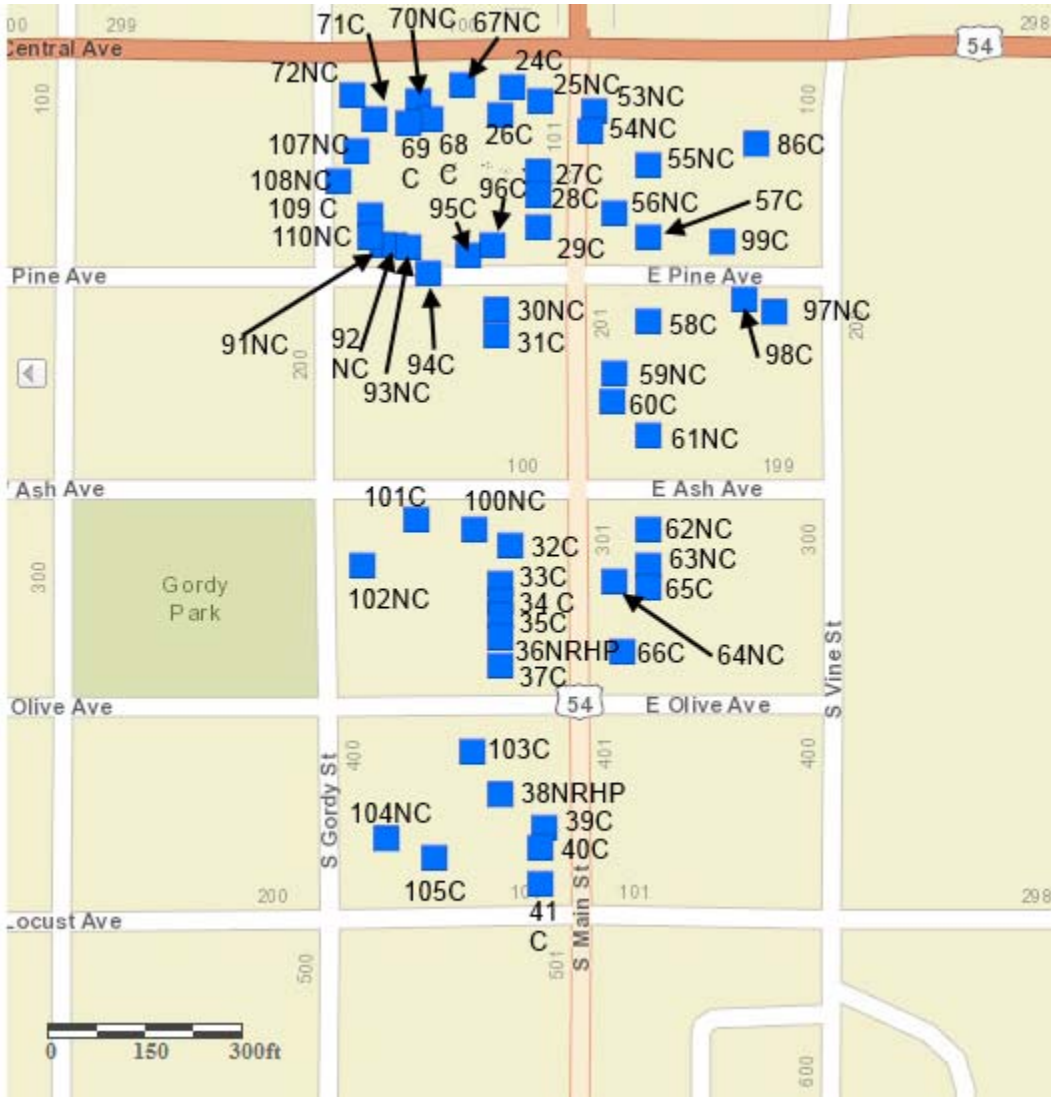 00
299
71C
70NC
100
67NC
298
Central Ave
54
72NC
24C
25NC
53NC
100
100
26C
101
54NC
86C
107NC
69
C
68
C
55NC
108NC
96C
27C
28C
56NC
57C
109 C
95C
110NC
29C
99C
Pine Ave
E Pine Ave
30NC
201
58C
97NC
31C
91NC
92
NC
94C
98C
200
93NC
59NC
60C
61NC
100
199
Ash Ave
E Ash Ave
101C
100NC
62NC
32C
301
300
63NC
300
33C
65C
Gordy
Park
102NC
34 C
35C
36NRHP
66C
64NC
37C
S Vine St
Olive Ave
54
E Olive Ave
400
103C
401
400
38NRHP
S Gordy St
104NC
39C
40C
105C
200
101
298
41
C
S Main St
Locust Ave
500
501
0
150
300ft
600